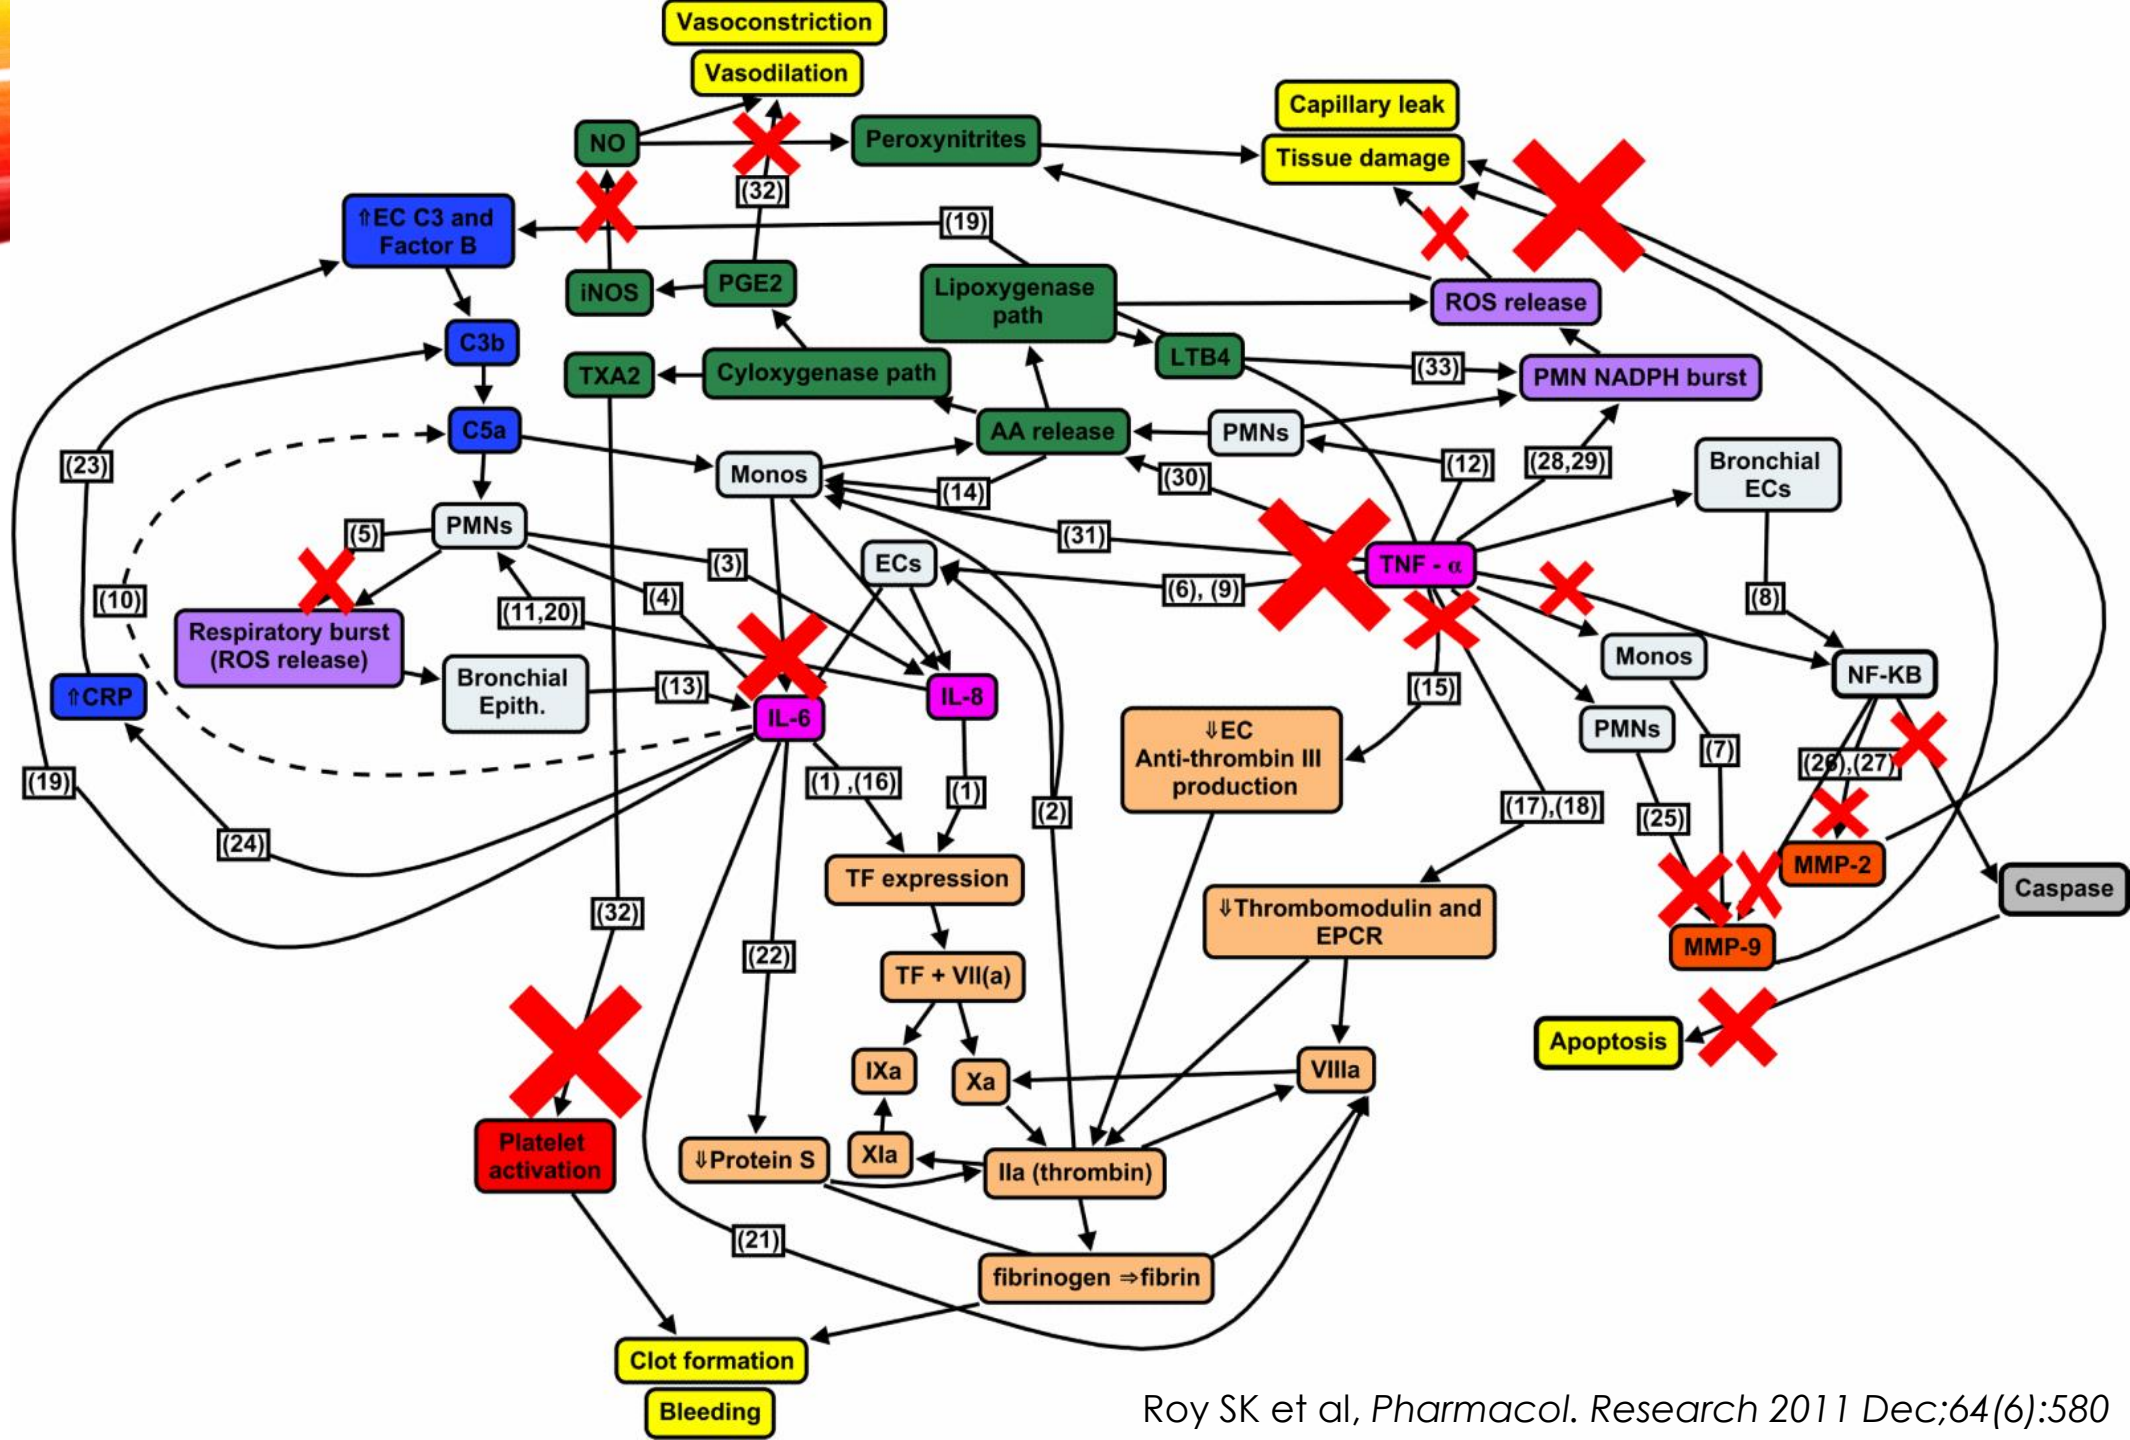 Vasoconstriction
Vasodilation
Capillary leak
NO
Peroxynitrites
Tissue damage
(32)
⇑EC C3 and
Factor B
(19)
iNOS
PGE2
Lipoxygenase
path
ROS release
C3b
LTB4
TXA2
Cyloxygenase path
(33)
PMN NADPH burst
C5a
AA release
PMNs
(23)
Monos
(14)
(30)
(12)
(28,29)
Bronchial
ECs
PMNs
(5)
(3)
(31)
ECs
TNF - α
(10)
(11,20)
(4)
(6), (9)
(8)
Respiratory burst
(ROS release)
Monos
NF-KB
⇑CRP
Bronchial
Epith.
(13)
IL-6
IL-8
(15)
⇓EC
Anti-thrombin III
production
PMNs
(7)
(26),(27)
(19)
(24)
(1) ,(16)
(1)
(2)
(17),(18)
(25)
MMP-2
TF expression
Caspase
(32)
⇓Thrombomodulin and
EPCR
MMP-9
(22)
TF + VII(a)
Apoptosis
IXa
Xa
VIIIa
Platelet
activation
⇓Protein S
XIa
IIa (thrombin)
(21)
fibrinogen ⇒fibrin
Clot formation
Bleeding
Roy SK et al, Pharmacol. Research 2011 Dec;64(6):580